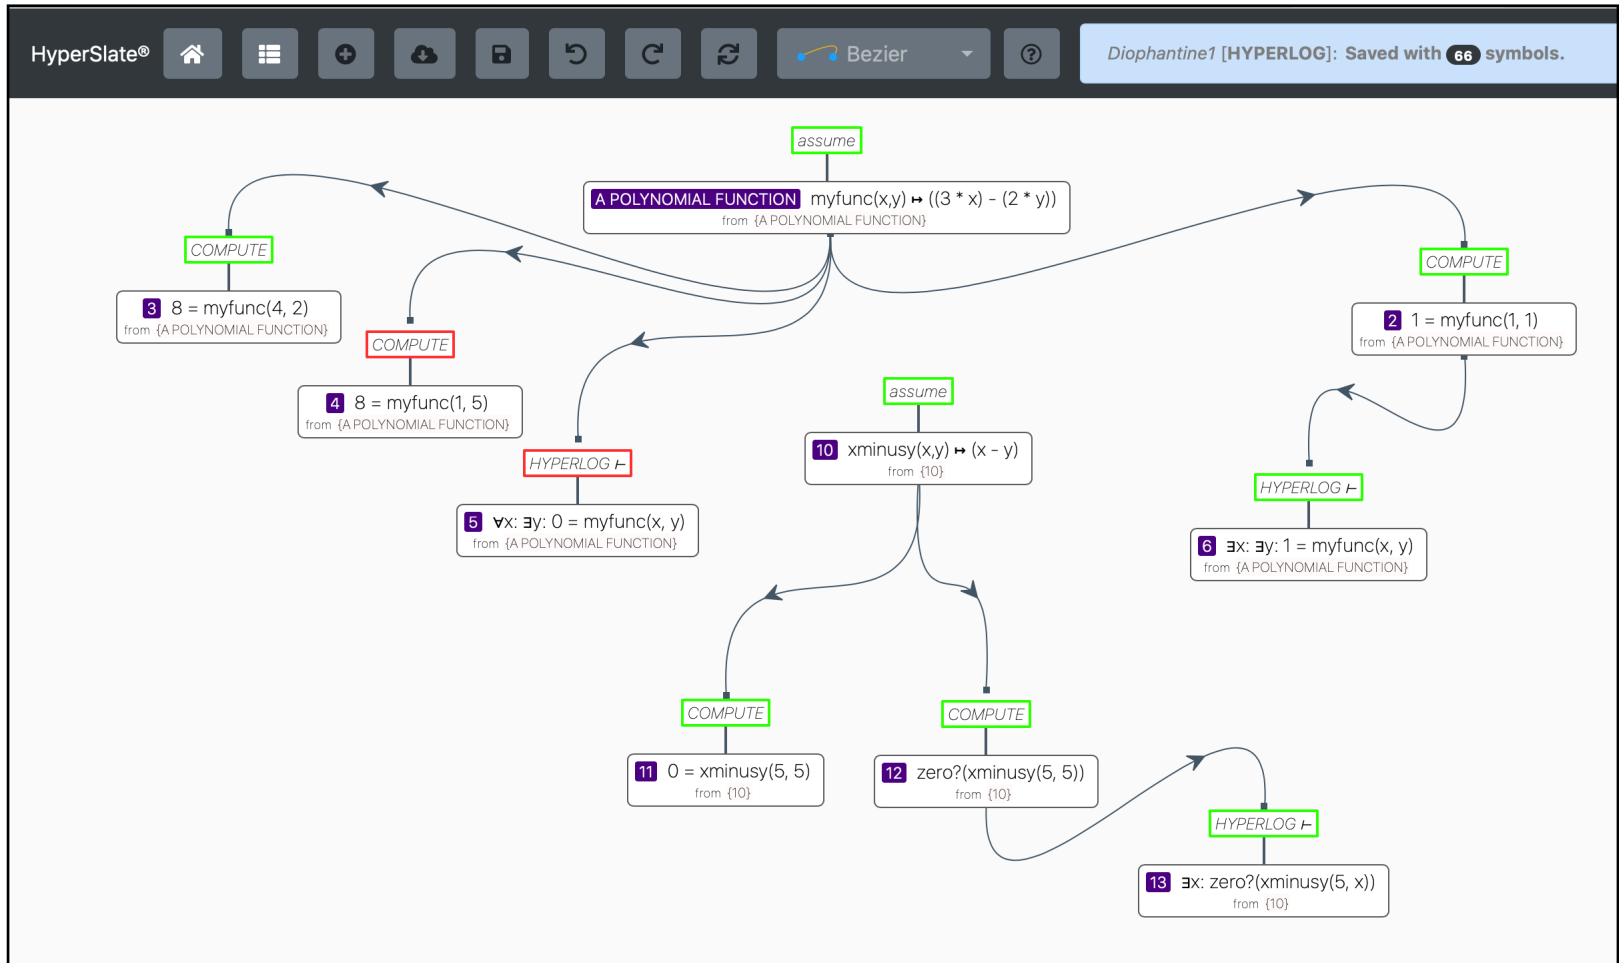 HyperSlate® Bezier Diophantine1 [HYPERLOG]: Saved with 66 symbols.
assume
A POLYNOMIAL FUNCTION myfunc(x,y) ↦ ((3 * x) - (2 * y))
from {A POLYNOMIAL FUNCTION}
COMPUTE
3 8 = myfunc(4, 2)
from {A POLYNOMIAL FUNCTION}
COMPUTE
2 1 = myfunc(1, 1)
from {A POLYNOMIAL FUNCTION}
COMPUTE
4 8 = myfunc(1, 5)
from {A POLYNOMIAL FUNCTION}
assume
10 xminusy(x,y) ↦ (x - y)
from {10}
HYPERLOG ⊢
5 ∀x: ∃y: 0 = myfunc(x, y)
from {A POLYNOMIAL FUNCTION}
HYPERLOG ⊢
6 ∃x: ∃y: 1 = myfunc(x, y)
from {A POLYNOMIAL FUNCTION}
COMPUTE
11 0 = xminusy(5, 5)
from {10}
COMPUTE
12 zero?(xminusy(5, 5))
from {10}
HYPERLOG ⊢
13 ∃x: zero?(xminusy(5, x))
from {10}